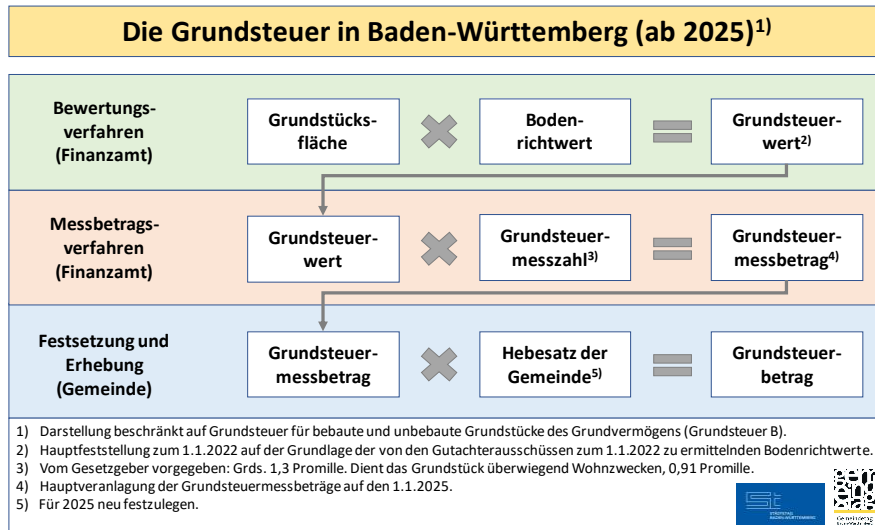 Die Grundsteuer in Baden-Württemberg (ab 2025)1)
Bewertungs-
verfahren
(Finanzamt)
Grundstücks-
fläche
Boden-
richtwert
Grundsteuer-
wert2)
Messbetrags-
verfahren
(Finanzamt)
Grundsteuer-
wert
Grundsteuer-
messzahl3)
Grundsteuer-
messbetrag4)
Festsetzung und
Erhebung
(Gemeinde)
Grundsteuer-
messbetrag
Hebesatz der
Gemeinde5)
Grundsteuer-
betrag
1) Darstellung beschränkt auf Grundsteuer für bebaute und unbebaute Grundstücke des Grundvermögens (Grundsteuer B).
2) Hauptfeststellung zum 1.1.2022 auf der Grundlage der von den Gutachterausschüssen zum 1.1.2022 zu ermittelnden Bodenrichtwerte.
3) Vom Gesetzgeber vorgegeben: Grds. 1,3 Promille. Dient das Grundstück überwiegend Wohnzwecken, 0,91 Promille.
4) Hauptveranlagung der Grundsteuermessbeträge auf den 1.1.2025.
5) Für 2025 neu festzulegen.
STÄDTETAG
BADEN-WÜRTTEMBERG
Gemeindetag